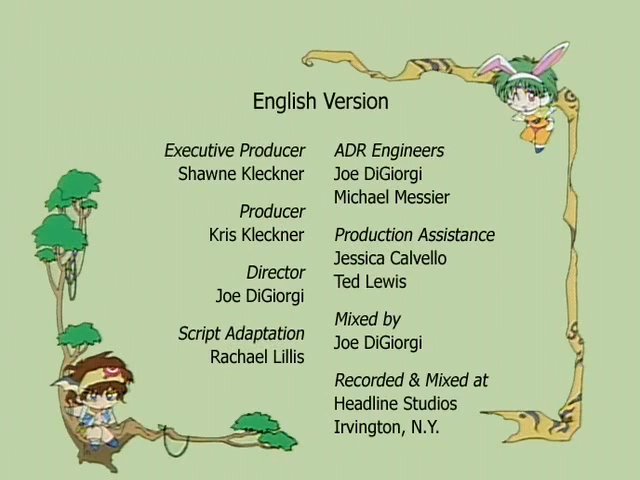 English Version
Executive Producer
Shawne Kleckner
Producer
Kris Kleckner
Director
Joe DiGiorgi
Script Adaptation
Rachael Lillis
ADR Engineers
Joe DiGiorgi
Michael Messier
Production Assistance
Jessica Calvello
Ted Lewis
Mixed by
Joe DiGiorgi
Recorded & Mixed at
Headline Studios
Irvington, N.Y.